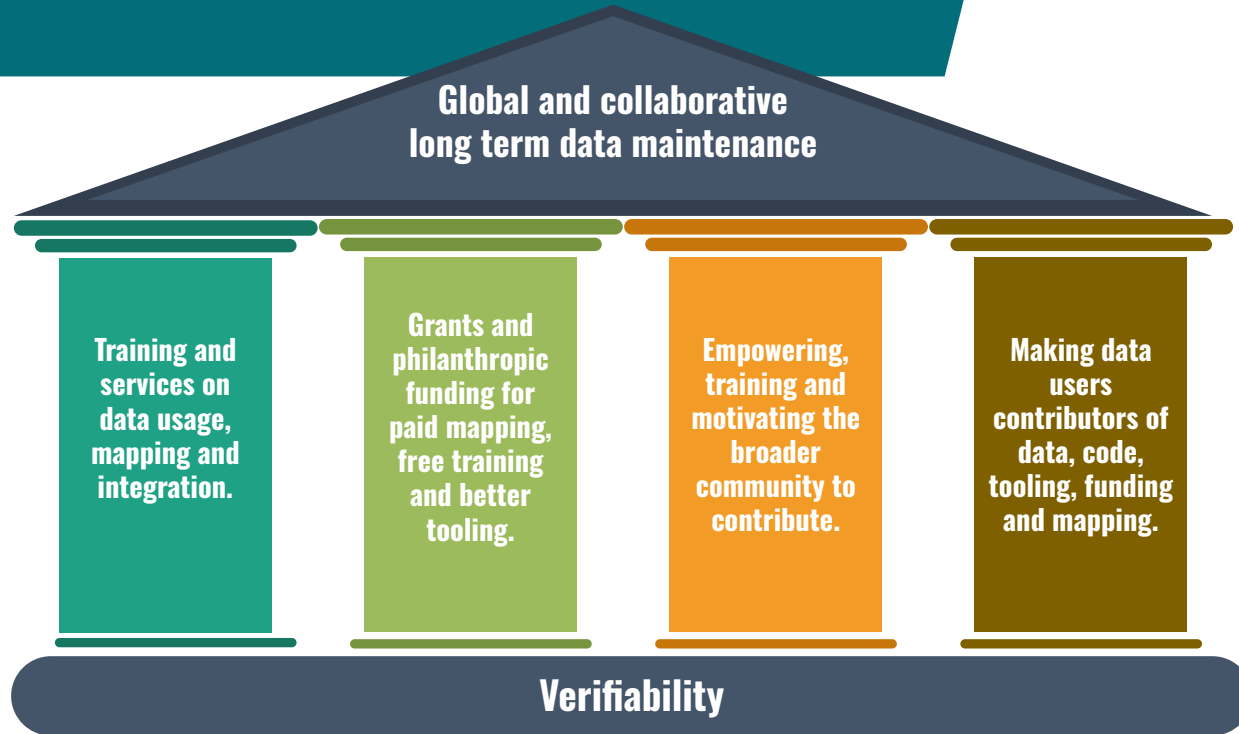 Global and collaborative
long term data maintenance
Training and
services on
data usage,
mapping and
integration.
Grants and
philanthropic
funding for
paid mapping,
free training
and better
tooling.
Empowering,
training and
motivating the
broader
community to
contribute.
Making data
users
contributors of
data, code,
tooling, funding
and mapping.
Verifiability